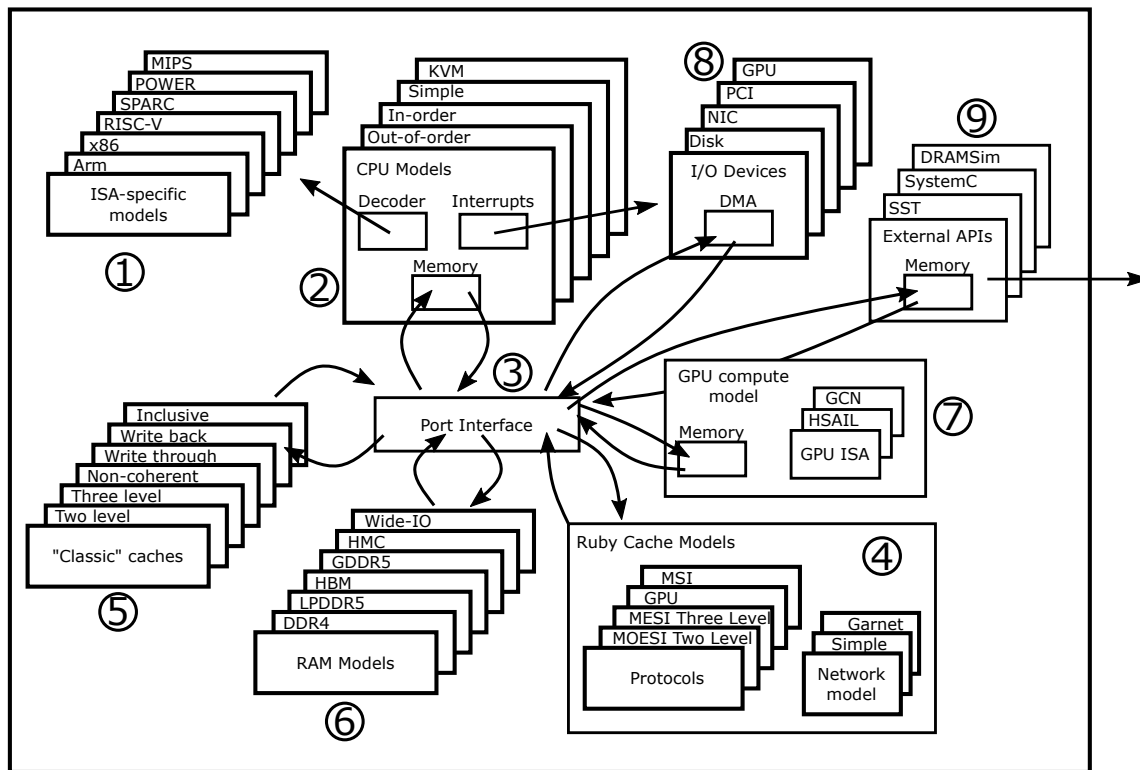 MIPS
POWER
SPARC
RISC-V
x86
Arm
ISA-specific
models
①
KVM
Simple
In-order
Out-of-order
CPU Models
Decoder
Interrupts
Memory
②
⑧
GPU
PCI
NIC
Disk
I/O Devices
DMA
⑨
DRAMSim
SystemC
SST
External APIs
Memory
③
Port Interface
GPU compute
model
Memory
GCN
HSAIL
GPU ISA
⑦
Inclusive
Write back
Write through
Non-coherent
Three level
Two level
"Classic" caches
⑤
Wide-IO
HMC
GDDR5
HBM
LPDDR5
DDR4
RAM Models
⑥
Ruby Cache Models
④
MSI
GPU
MESI Three Level
MOESI Two Level
Protocols
Garnet
Simple
Network
model